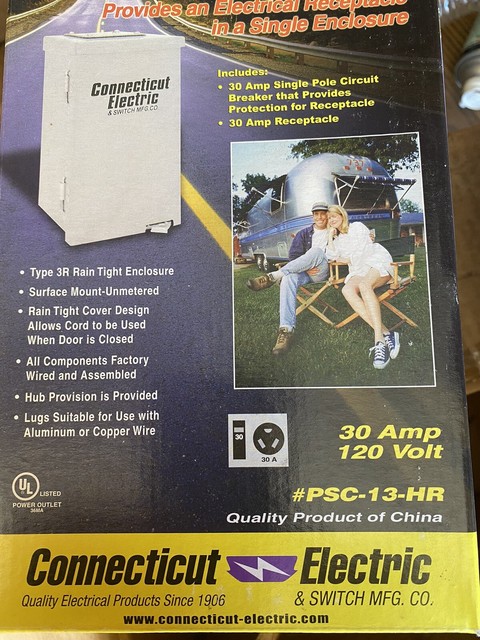 Provides an Electrical Receptacle
in a Single Enclosure
Connecticut
Electric
& SWITCH MFG. CO.
Includes:
• 30 Amp Single Pole Circuit
Breaker that Provides
Protection for Receptacle
• 30 Amp Receptacle
• Type 3R Rain Tight Enclosure
• Surface Mount-Unmetered
• Rain Tight Cover Design
Allows Cord to be Used
When Door is Closed
• All Components Factory
Wired and Assembled
• Hub Provision is Provided
• Lugs Suitable for Use with
Aluminum or Copper Wire
30
30 A
30 Amp
120 Volt
UL LISTED
POWER OUTLET
#PSC-13-HR
Quality Product of China
Connecticut Electric
Quality Electrical Products Since 1906 & SWITCH MFG. CO.
www.connecticut-electric.com